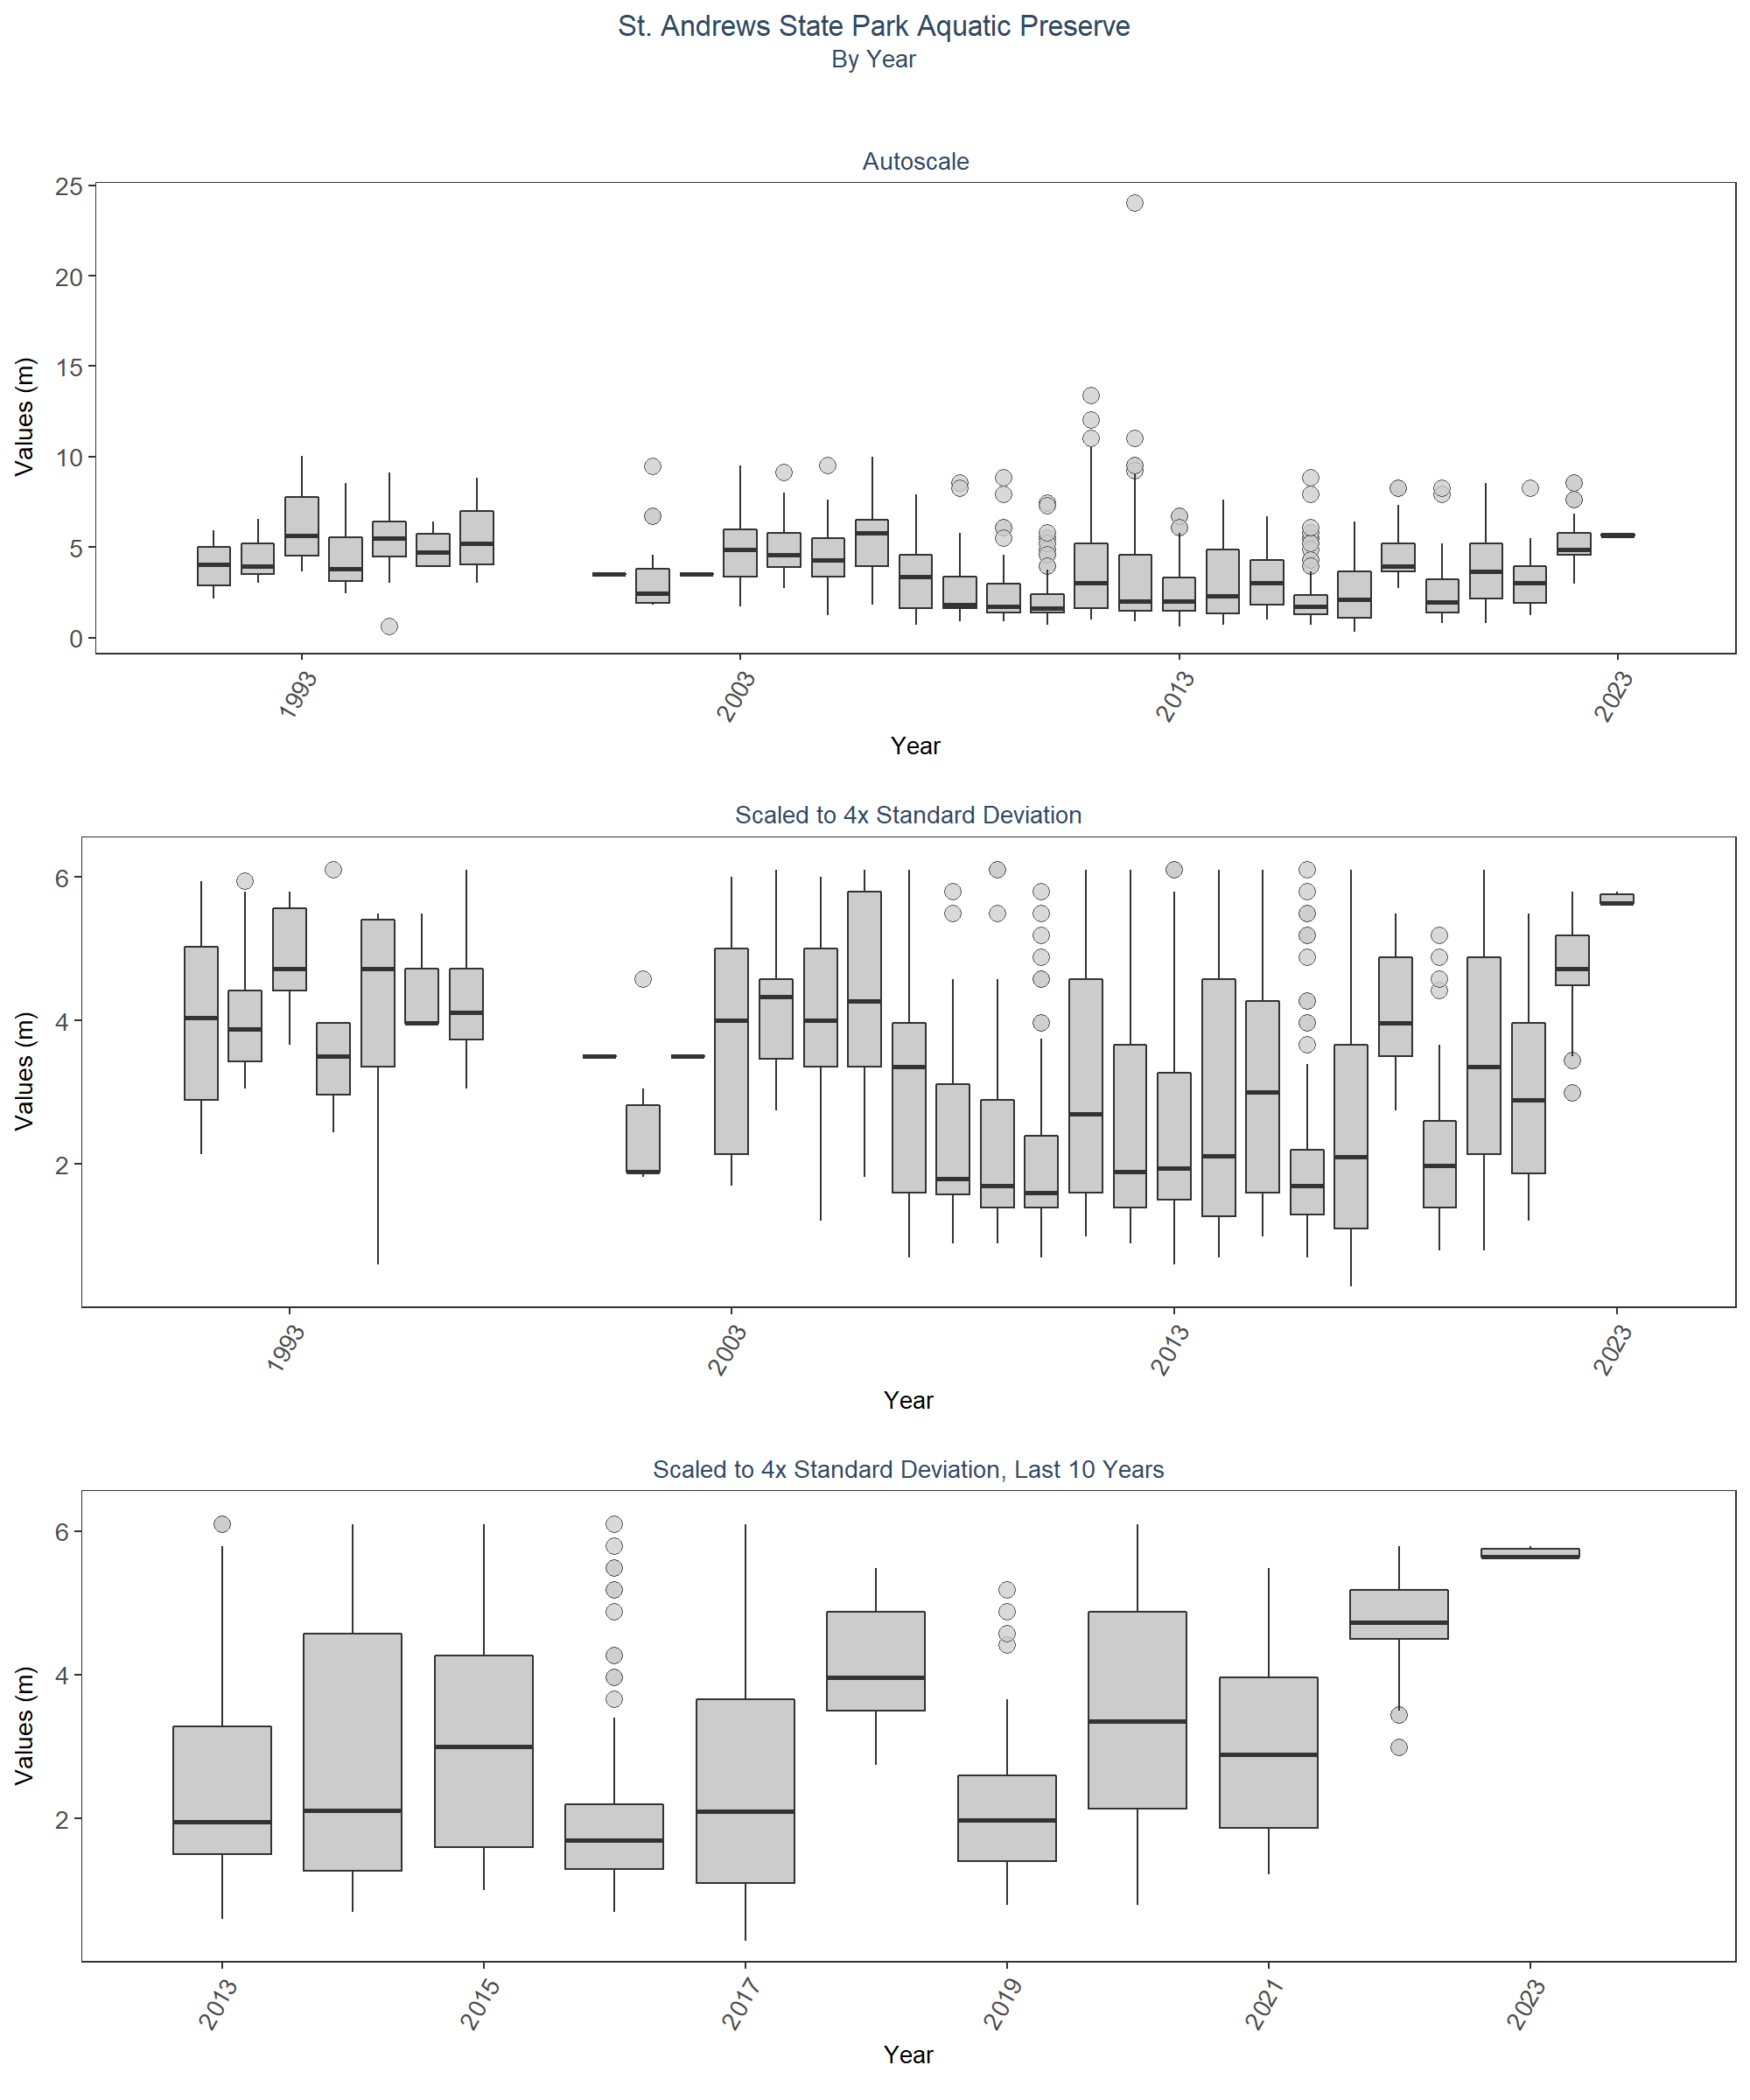 St. Andrews State Park Aquatic Preserve
By Year
Autoscale
Values (m)
25
20
15
10
5
0
1993
2003
2013
2023
Year
Scaled to 4x Standard Deviation
Values (m)
6
4
2
1993
2003
2013
2023
Year
Scaled to 4x Standard Deviation, Last 10 Years
Values (m)
6
4
2
2013
2015
2017
2019
2021
2023
Year